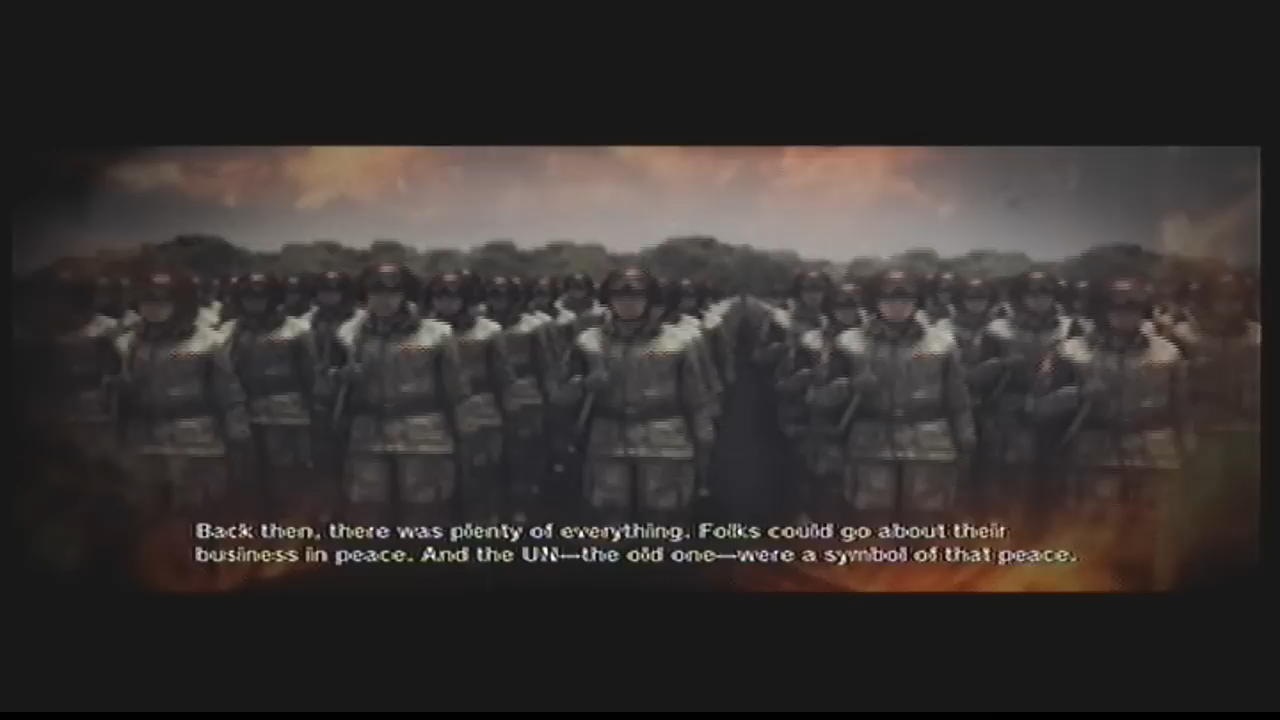 Back then, there was plenty of everything. Folks could go about their
business in peace. And the UN—the old one—were a symbol of that peace.